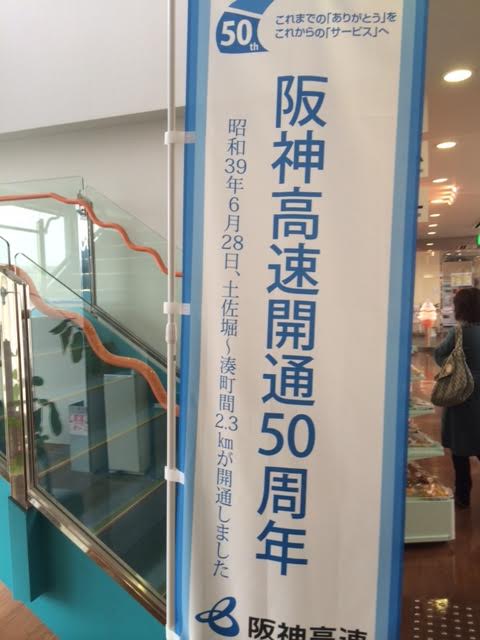 50th
これまでの「ありがとう」を
これからの「サービス」へ
阪神高速開通50周年
昭和39年6月28日、土佐堀～湊町間2.3㎞が開通しました
阪神高速